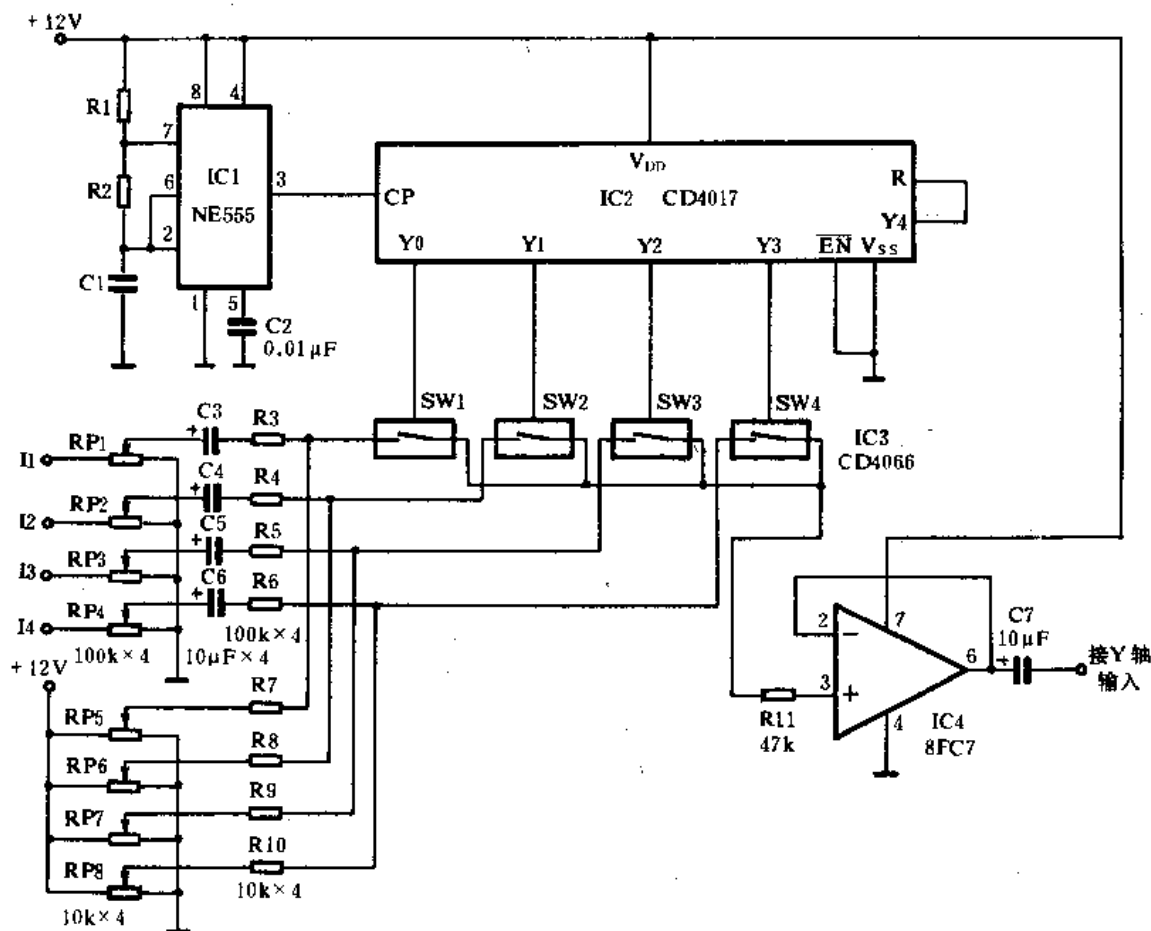 +12V
R1
R2
C1
8
4
7
6
2
3
1
5
IC1
NE555
C2
0.01μF
CP
VDD
IC2 CD4017
R
Y4
Y0
Y1
Y2
Y3
EN
VSS
SW1
SW2
SW3
SW4
IC3
CD4066
I1
RP1
+
C3
R3
I2
RP2
+
C4
R4
I3
RP3
+
C5
R5
I4
RP4
+
C6
R6
100k×4
10μF×4
100k×4
+12V
RP5
R7
RP6
R8
RP7
R9
RP8
R10
10k×4
10k×4
R11
47k
2
−
3
+
7
6
4
IC4
8FC7
C7
10μF
+
接Y轴
输入